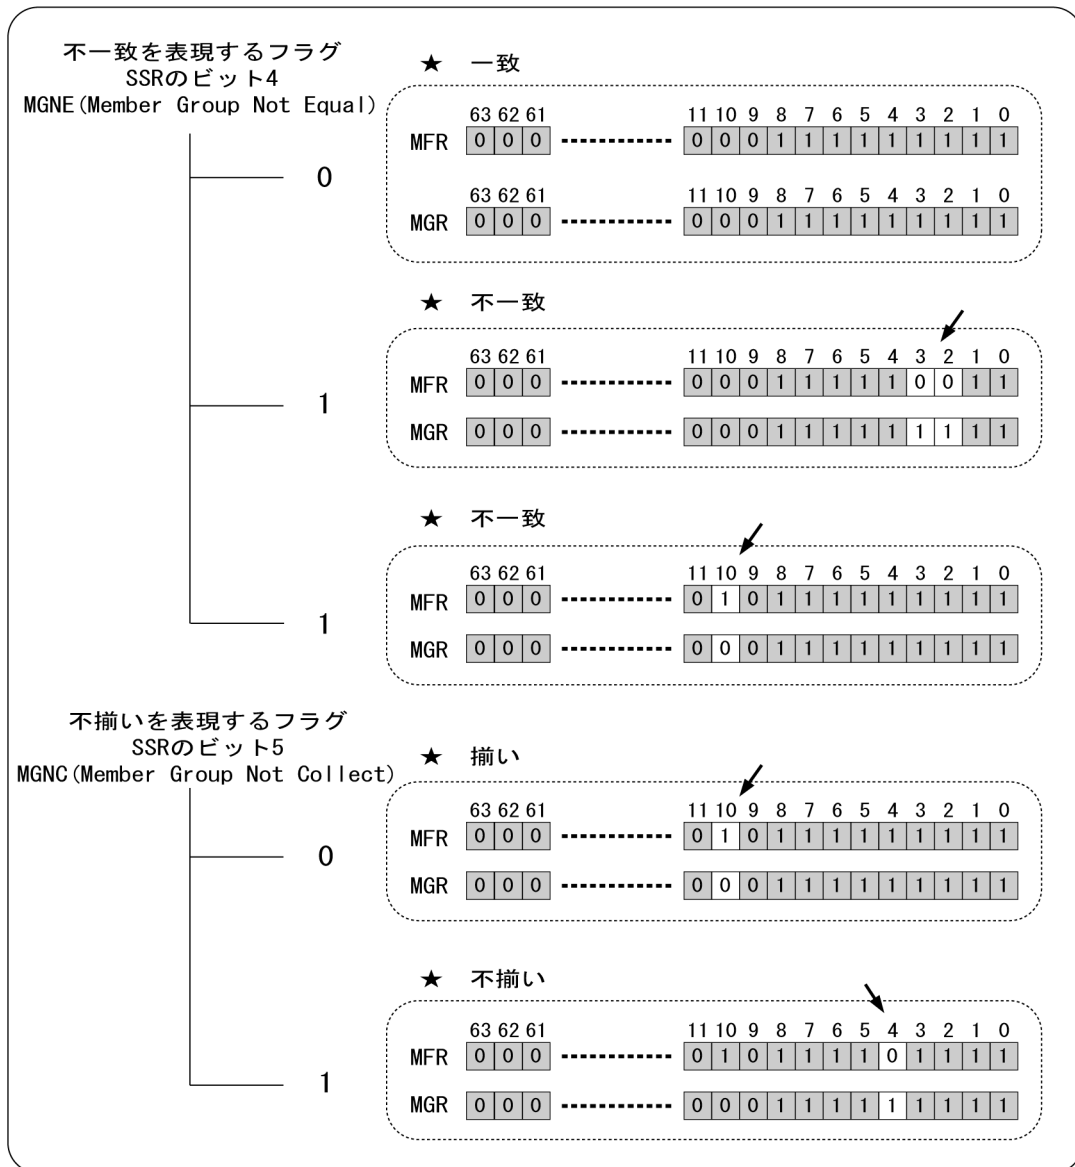 不一致を表現するフラグ
SSRのビット4
MGNE(Member Group Not Equal)
0
★ 一致
63 62 61 11 10 9 8 7 6 5 4 3 2 1 0
MFR 0 0 0 0 0 0 1 1 1 1 1 1 1 1 1
63 62 61 11 10 9 8 7 6 5 4 3 2 1 0
MGR 0 0 0 0 0 0 1 1 1 1 1 1 1 1 1
1
★ 不一致
63 62 61 11 10 9 8 7 6 5 4 3 2 1 0
MFR 0 0 0 0 0 0 1 1 1 1 1 0 0 1 1
MGR 0 0 0 0 0 0 1 1 1 1 1 1 1 1 1
1
★ 不一致
63 62 61 11 10 9 8 7 6 5 4 3 2 1 0
MFR 0 0 0 0 1 0 1 1 1 1 1 1 1 1 1
MGR 0 0 0 0 0 0 1 1 1 1 1 1 1 1 1
不揃いを表現するフラグ
SSRのビット5
MGNC(Member Group Not Collect)
0
★ 揃い
63 62 61 11 10 9 8 7 6 5 4 3 2 1 0
MFR 0 0 0 0 1 0 1 1 1 1 1 1 1 1 1
MGR 0 0 0 0 0 0 1 1 1 1 1 1 1 1 1
1
★ 不揃い
63 62 61 11 10 9 8 7 6 5 4 3 2 1 0
MFR 0 0 0 0 1 0 1 1 1 1 0 1 1 1 1
MGR 0 0 0 0 0 0 1 1 1 1 1 1 1 1 1